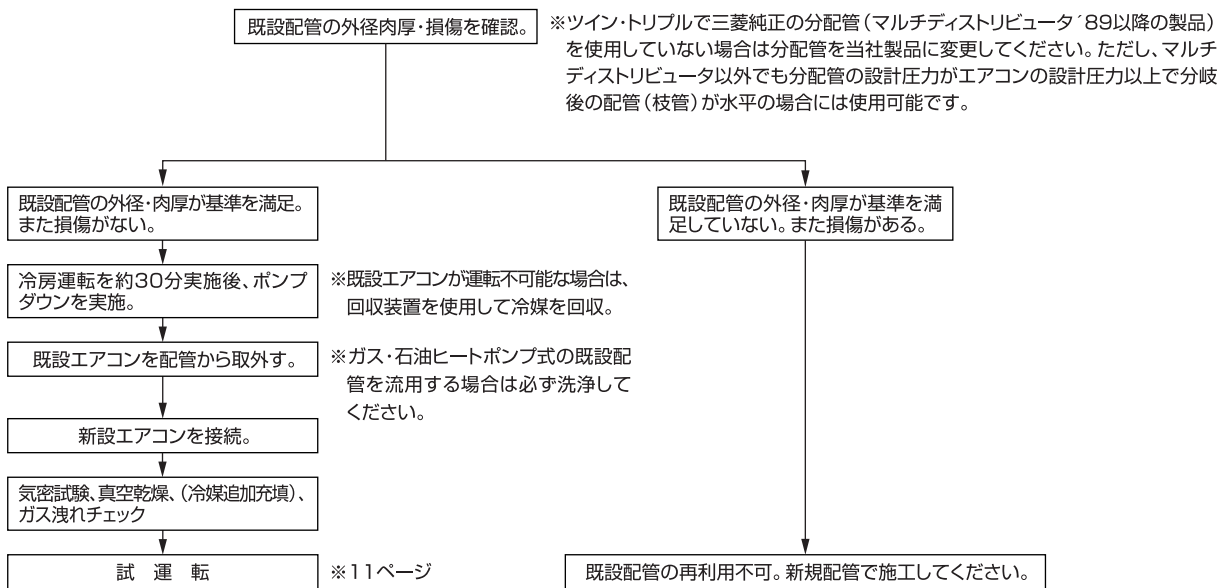 既設配管の外径肉厚・損傷を確認。
※ツイン・トリプルで三菱純正の分配管(マルチディストリビュータ´89以降の製品)
を使用していない場合は分配管を当社製品に変更してください。ただし、マルチ
ディストリビュータ以外でも分配管の設計圧力がエアコンの設計圧力以上で分岐
後の配管(枝管)が水平の場合には使用可能です。
既設配管の外径・肉厚が基準を満足。
また損傷がない。
既設配管の外径・肉厚が基準を満
足していない。また損傷がある。
冷房運転を約30分実施後、ポンプ
ダウンを実施。
※既設エアコンが運転不可能な場合は、
回収装置を使用して冷媒を回収。
既設エアコンを配管から取外す。
※ガス・石油ヒートポンプ式の既設配
管を流用する場合は必ず洗浄して
ください。
新設エアコンを接続。
気密試験、真空乾燥、(冷媒追加充填)、
ガス洩れチェック
試 運 転
※11ページ
既設配管の再利用不可。新規配管で施工してください。